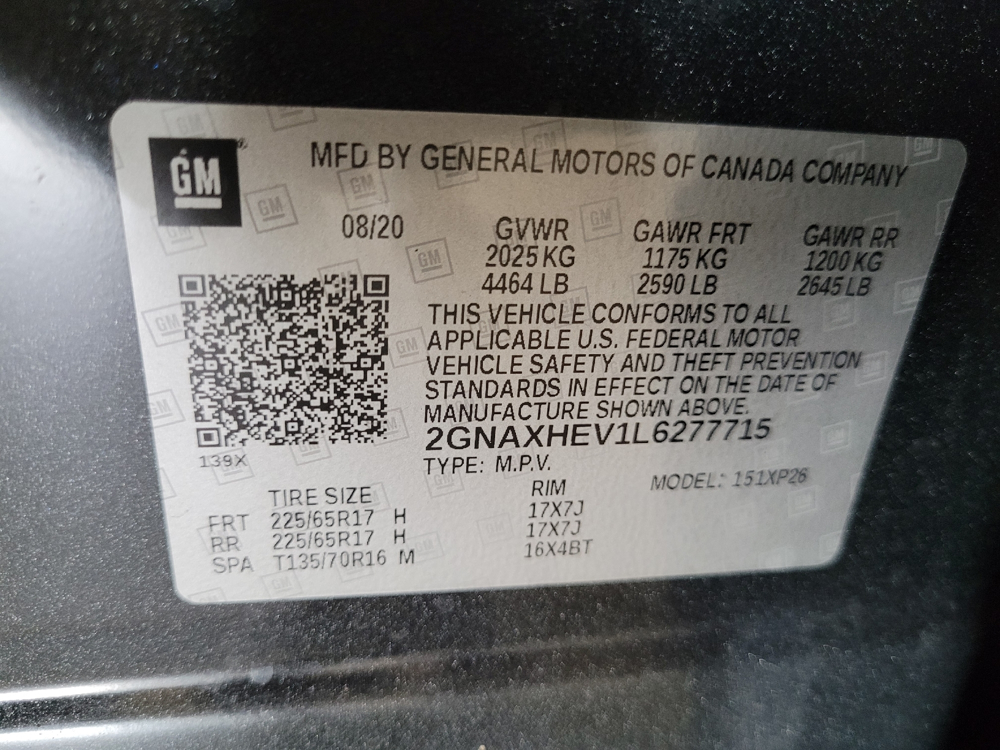 GM
MFD BY GENERAL MOTORS OF CANADA COMPANY
08/20 GVWR GAWR FRT GAWR RR
2025 KG 1175 KG 1200 KG
4464 LB 2590 LB 2645 LB
THIS VEHICLE CONFORMS TO ALL
APPLICABLE U.S. FEDERAL MOTOR
VEHICLE SAFETY AND THEFT PREVENTION
STANDARDS IN EFFECT ON THE DATE OF
MANUFACTURE SHOWN ABOVE.
2GNAXHEV1L6277715
139X
TYPE: M.P.V. MODEL: 151XP26
TIRE SIZE RIM
FRT 225/65R17 H 17X7J
RR 225/65R17 H 17X7J
SPA T135/70R16 M 16X4BT